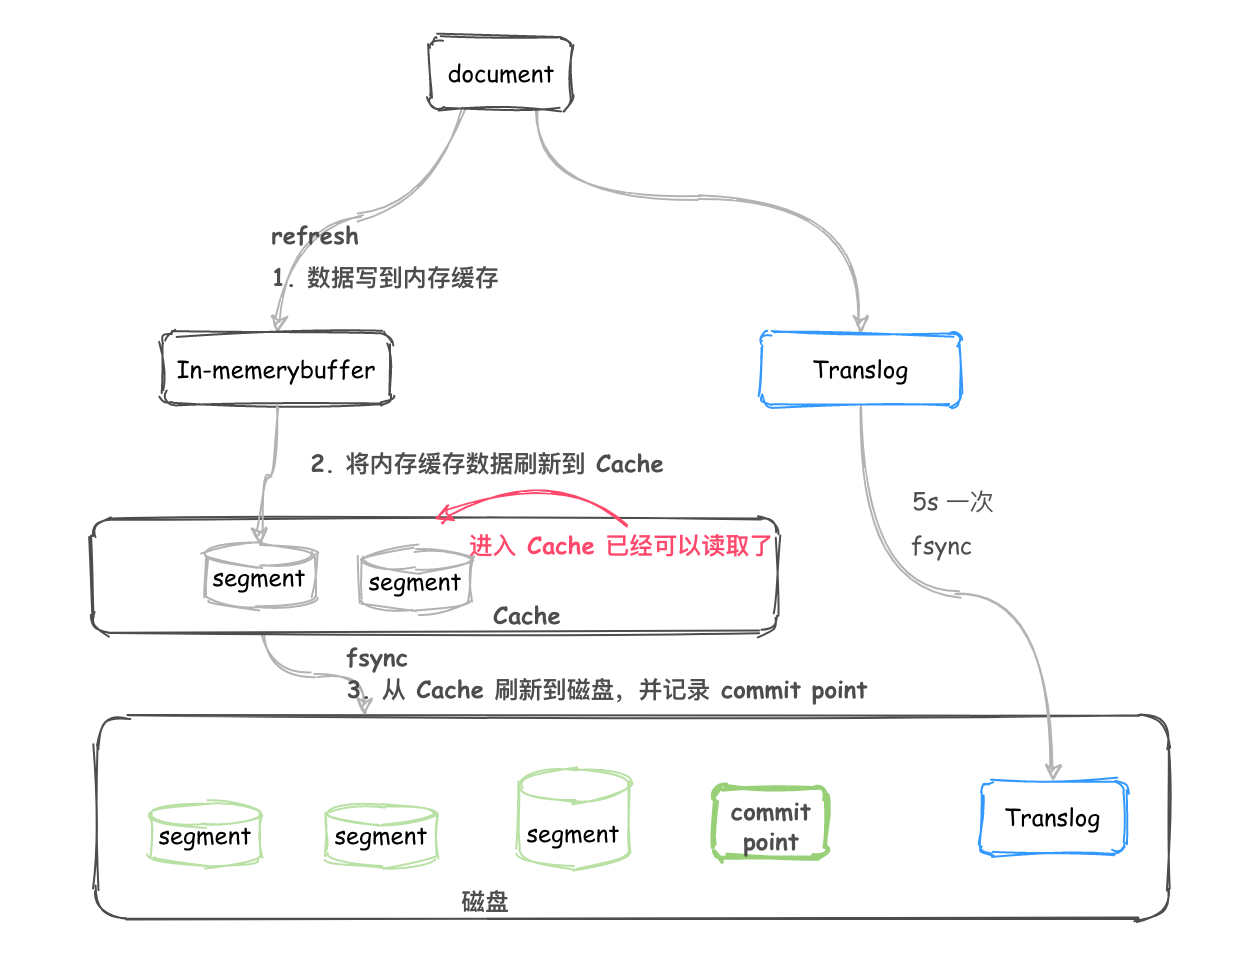 document
refresh
1. 数据写到内存缓存
In-memerybuffer
Translog
2. 将内存缓存数据刷新到 Cache
5s 一次
fsync
进入 Cache 已经可以读取了
segment
segment
Cache
fsync
3. 从 Cache 刷新到磁盘，并记录 commit point
segment
segment
segment
commit
point
Translog
磁盘